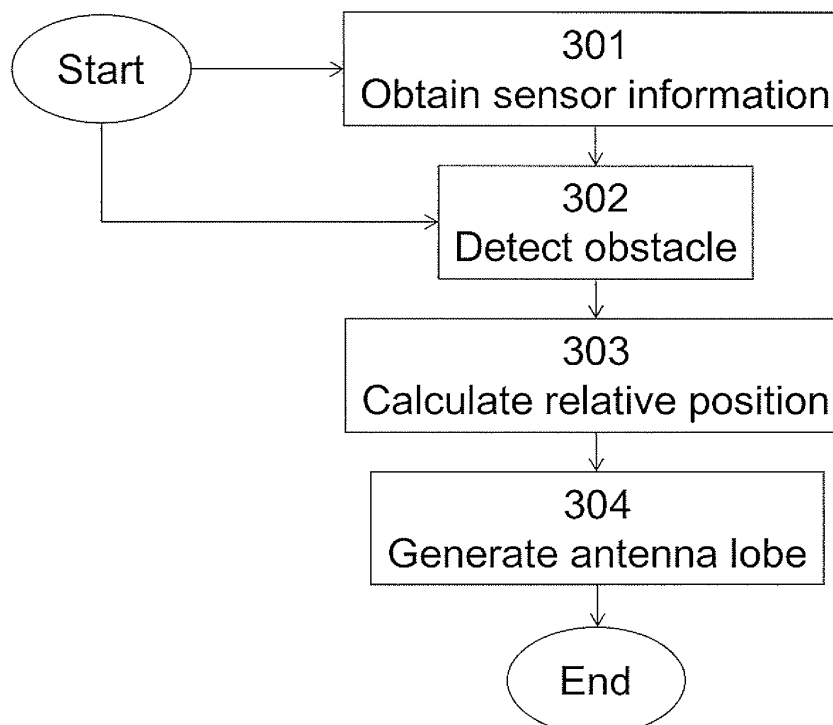 Start
301
Obtain sensor information
302
Detect obstacle
303
Calculate relative position
304
Generate antenna lobe
End